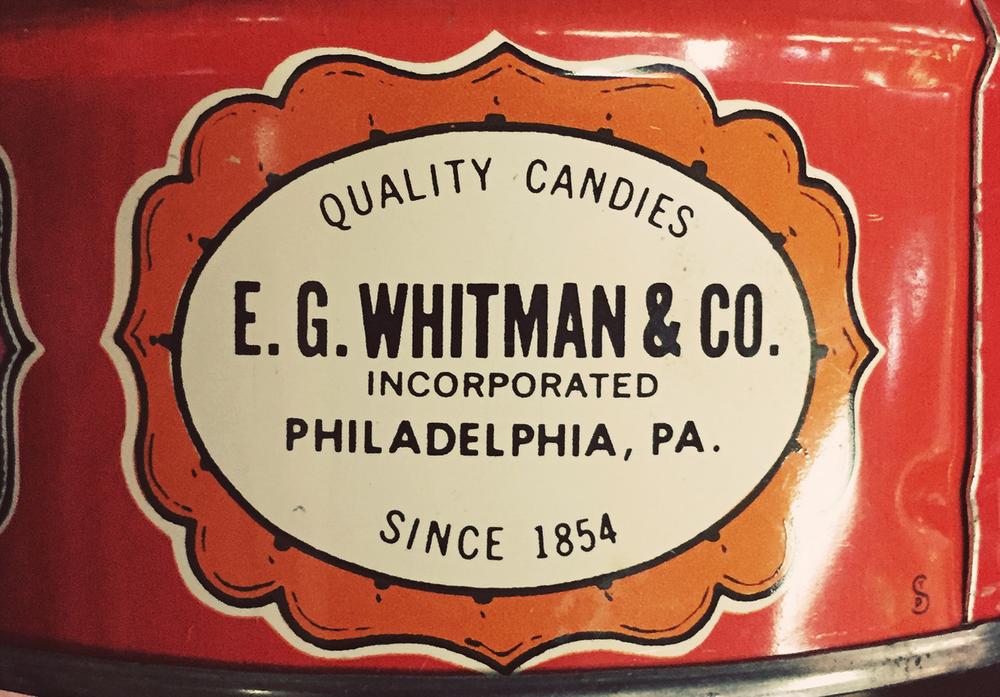 QUALITY CANDIES
E. G. WHITMAN & CO.
INCORPORATED
PHILADELPHIA, PA.
SINCE 1854
S